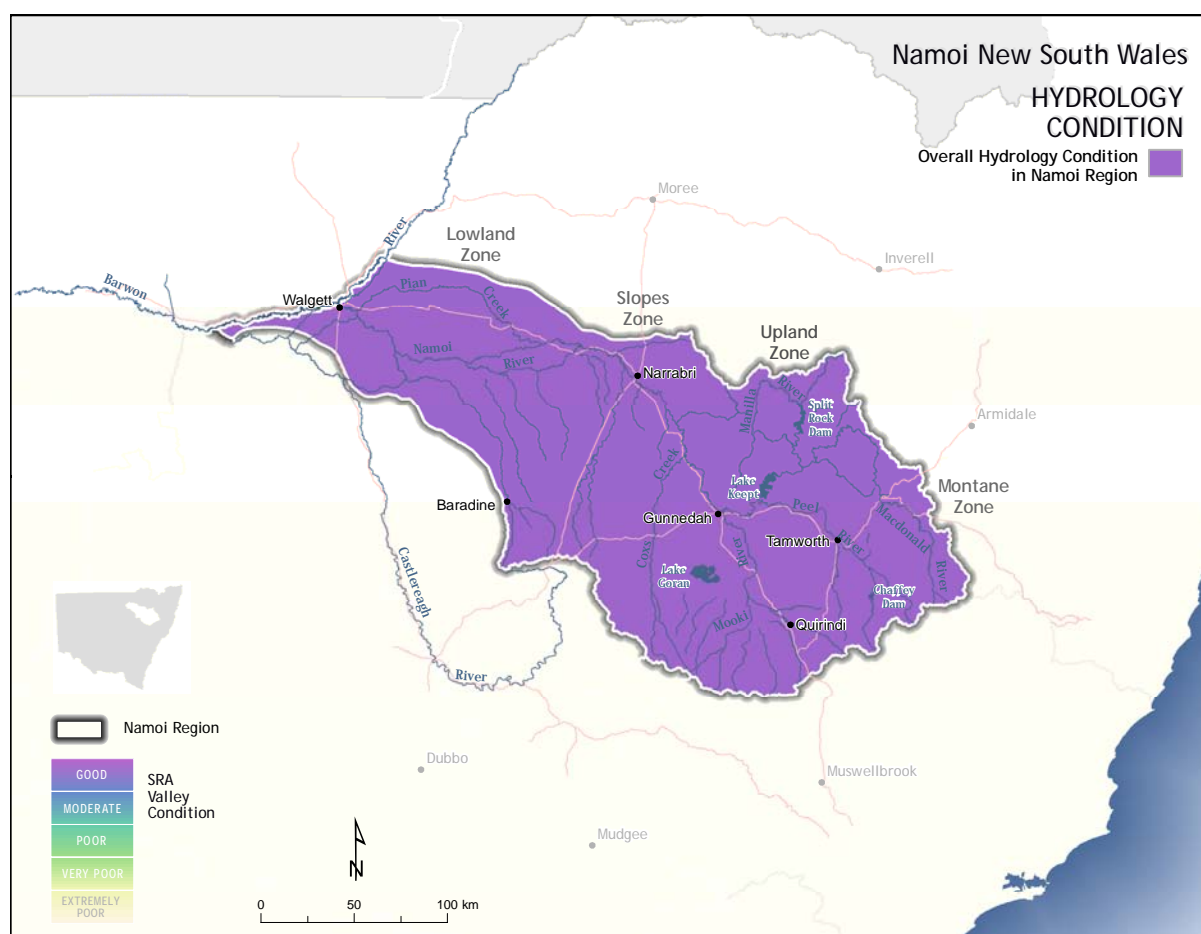 Namoi New South Wales
HYDROLOGY
CONDITION
Overall Hydrology Condition
in Namoi Region
Moree
Lowland
Zone
River
Inverell
Barwon
Walgett
Pian
Creek
Slopes
Zone
Upland
Zone
Namoi
River
Narrabri
Manilla
River
Split
Rock
Dam
Armidale
Creek
Lake
Keepit
Montane
Zone
Baradine
Gunnedah
Peel
River
Tamworth
Macdonald
River
Coxs
River
Lake
Goran
Chaffey
Dam
Castlereagh
River
Mooki
Quirindi
Namoi Region
GOOD
MODERATE
POOR
VERY POOR
EXTREMELY
POOR
SRA
Valley
Condition
Dubbo
Muswellbrook
Mudgee
N
0 50 100 km